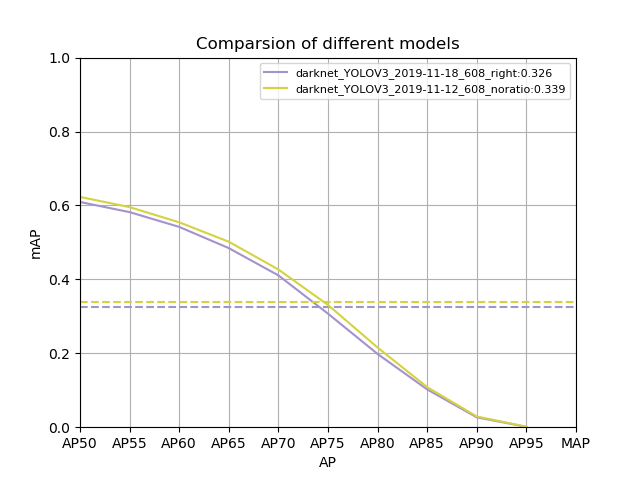 Comparsion of different models
darknet_YOLOV3_2019-11-18_608_right:0.326
darknet_YOLOV3_2019-11-12_608_noratio:0.339
mAP
1.0
0.8
0.6
0.4
0.2
0.0
AP50 AP55 AP60 AP65 AP70 AP75 AP80 AP85 AP90 AP95 MAP
AP